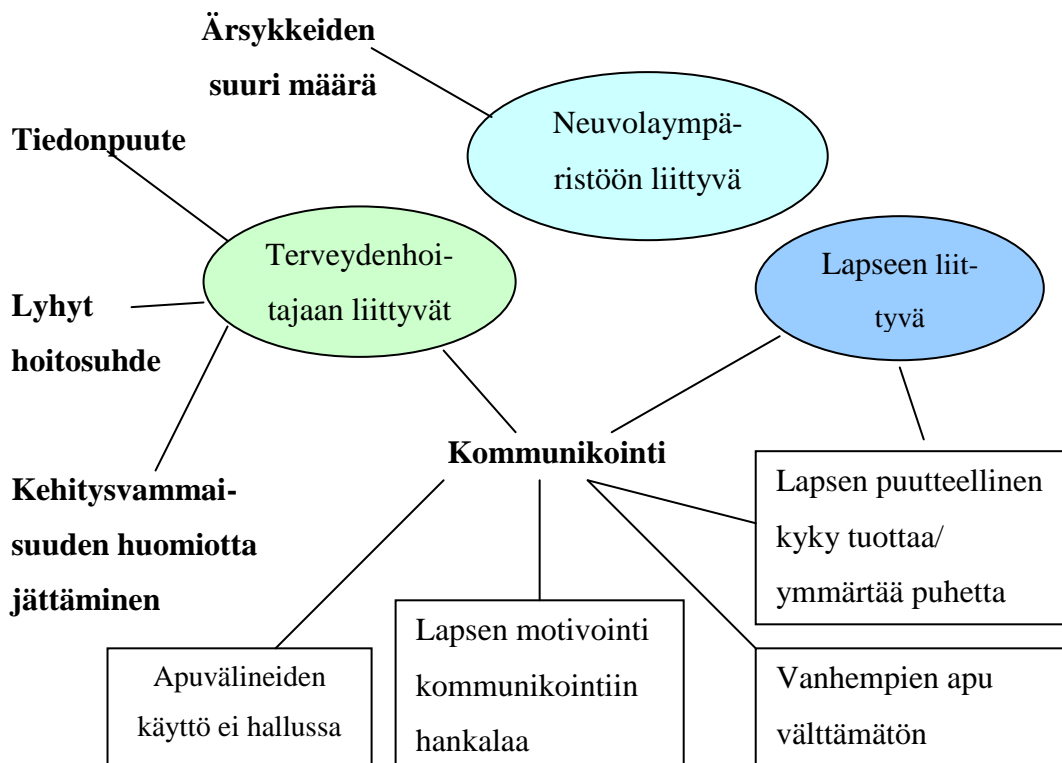 Ärsykkeiden
suuri määrä
Neuvolaympä-
ristöön liittyvä
Tiedonpuute
Terveydenhoi-
tajaan liittyvät
Lapseen liit-
tyvä
Lyhyt
hoitosuhde
Kommunikointi
Kehitysvammai-
suuden huomiotta
jättäminen
Lapsen puutteellinen
kyky tuottaa/
ymmärtää puhetta
Apuvälineiden
käyttö ei hallussa
Lapsen motivointi
kommunikointiin
hankalaa
Vanhempien apu
välttämätön